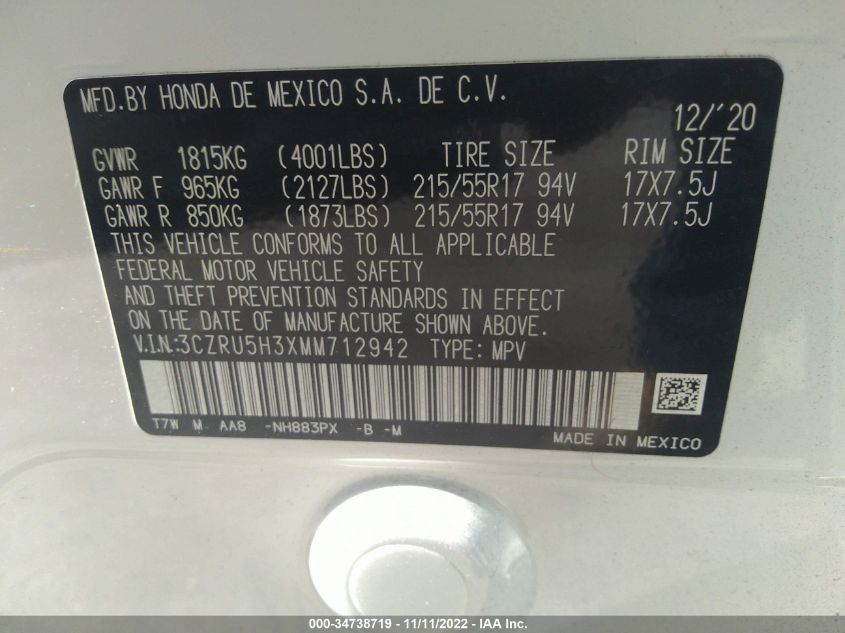 MFD.BY HONDA DE MEXICO S.A. DE C.V.
12/'20
GVWR 1815KG (4001LBS) TIRE SIZE RIM SIZE
GAWR F 965KG (2127LBS) 215/55R17 94V 17X7.5J
GAWR R 850KG (1873LBS) 215/55R17 94V 17X7.5J
THIS VEHICLE CONFORMS TO ALL APPLICABLE
FEDERAL MOTOR VEHICLE SAFETY
AND THEFT PREVENTION STANDARDS IN EFFECT
ON THE DATE OF MANUFACTURE SHOWN ABOVE.
V.I.N:3CZRU5H3XMM712942 TYPE:MPV
T7W M AA8 -NH883PX -B -M
MADE IN MEXICO
000-34738719 - 11/11/2022 - IAA Inc.